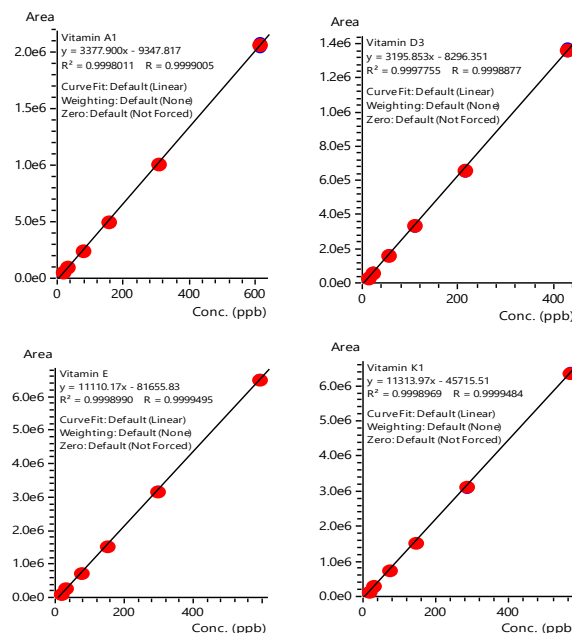 Area
Vitamin A1
y = 3377.900x - 9347.817
R² = 0.9998011 R = 0.9999005
CurveFit: Default (Linear)
Weighting: Default (None)
Zero: Default (Not Forced)
2.0e6
1.5e6
1.0e6
5.0e5
0.0e0
0 200 400 600
Conc. (ppb)
Area
Vitamin D3
y = 3195.853x - 8296.351
R² = 0.9997755 R = 0.9998877
CurveFit: Default (Linear)
Weighting: Default (None)
Zero: Default (Not Forced)
1.4e6
1.2e6
1.0e6
8.0e5
6.0e5
4.0e5
2.0e5
0.0e0
0 200 400
Conc. (ppb)
Area
Vitamin E
y = 11110.17x - 81655.83
R² = 0.9998990 R = 0.9999495
CurveFit: Default (Linear)
Weighting: Default (None)
Zero: Default (Not Forced)
6.0e6
5.0e6
4.0e6
3.0e6
2.0e6
1.0e6
0.0e0
0 200 400
Conc. (ppb)
Area
Vitamin K1
y = 11313.97x - 45715.51
R² = 0.9998969 R = 0.9999484
CurveFit: Default (Linear)
Weighting: Default (None)
Zero: Default (Not Forced)
6.0e6
5.0e6
4.0e6
3.0e6
2.0e6
1.0e6
0.0e0
0 200 400
Conc. (ppb)